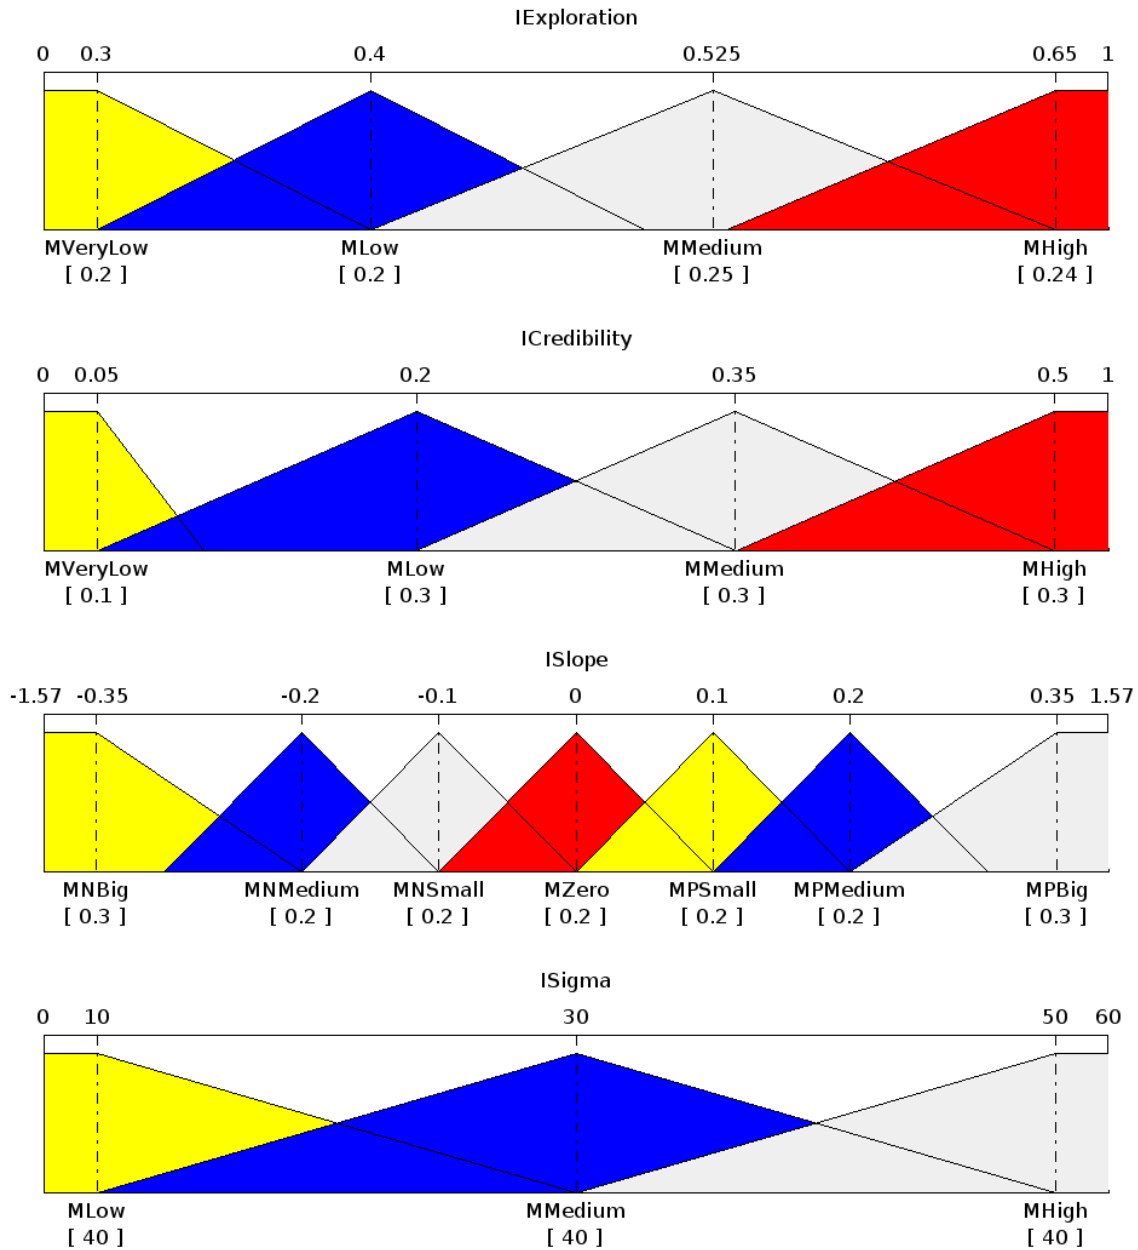 IExploration
0 0.3 0.4 0.525 0.65 1
MVeryLow MLow MMedium MHigh
[ 0.2 ] [ 0.2 ] [ 0.25 ] [ 0.24 ]
ICredibility
0 0.05 0.2 0.35 0.5 1
MVeryLow MLow MMedium MHigh
[ 0.1 ] [ 0.3 ] [ 0.3 ] [ 0.3 ]
ISlope
-1.57 -0.35 -0.2 -0.1 0 0.1 0.2 0.35 1.57
MNBig MNMedium MNSmall MZero MPSmall MPMedium MPBig
[ 0.3 ] [ 0.2 ] [ 0.2 ] [ 0.2 ] [ 0.2 ] [ 0.2 ] [ 0.3 ]
ISigma
0 10 30 50 60
MLow MMedium MHigh
[ 40 ] [ 40 ] [ 40 ]